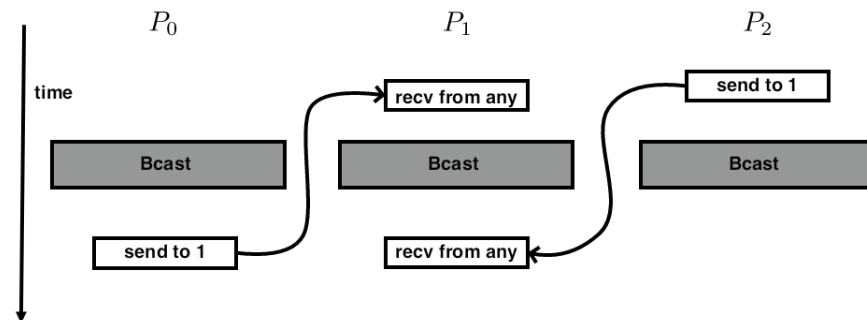 P₀ P₁ P₂
time
recv from any
send to 1
Bcast Bcast Bcast
send to 1
recv from any